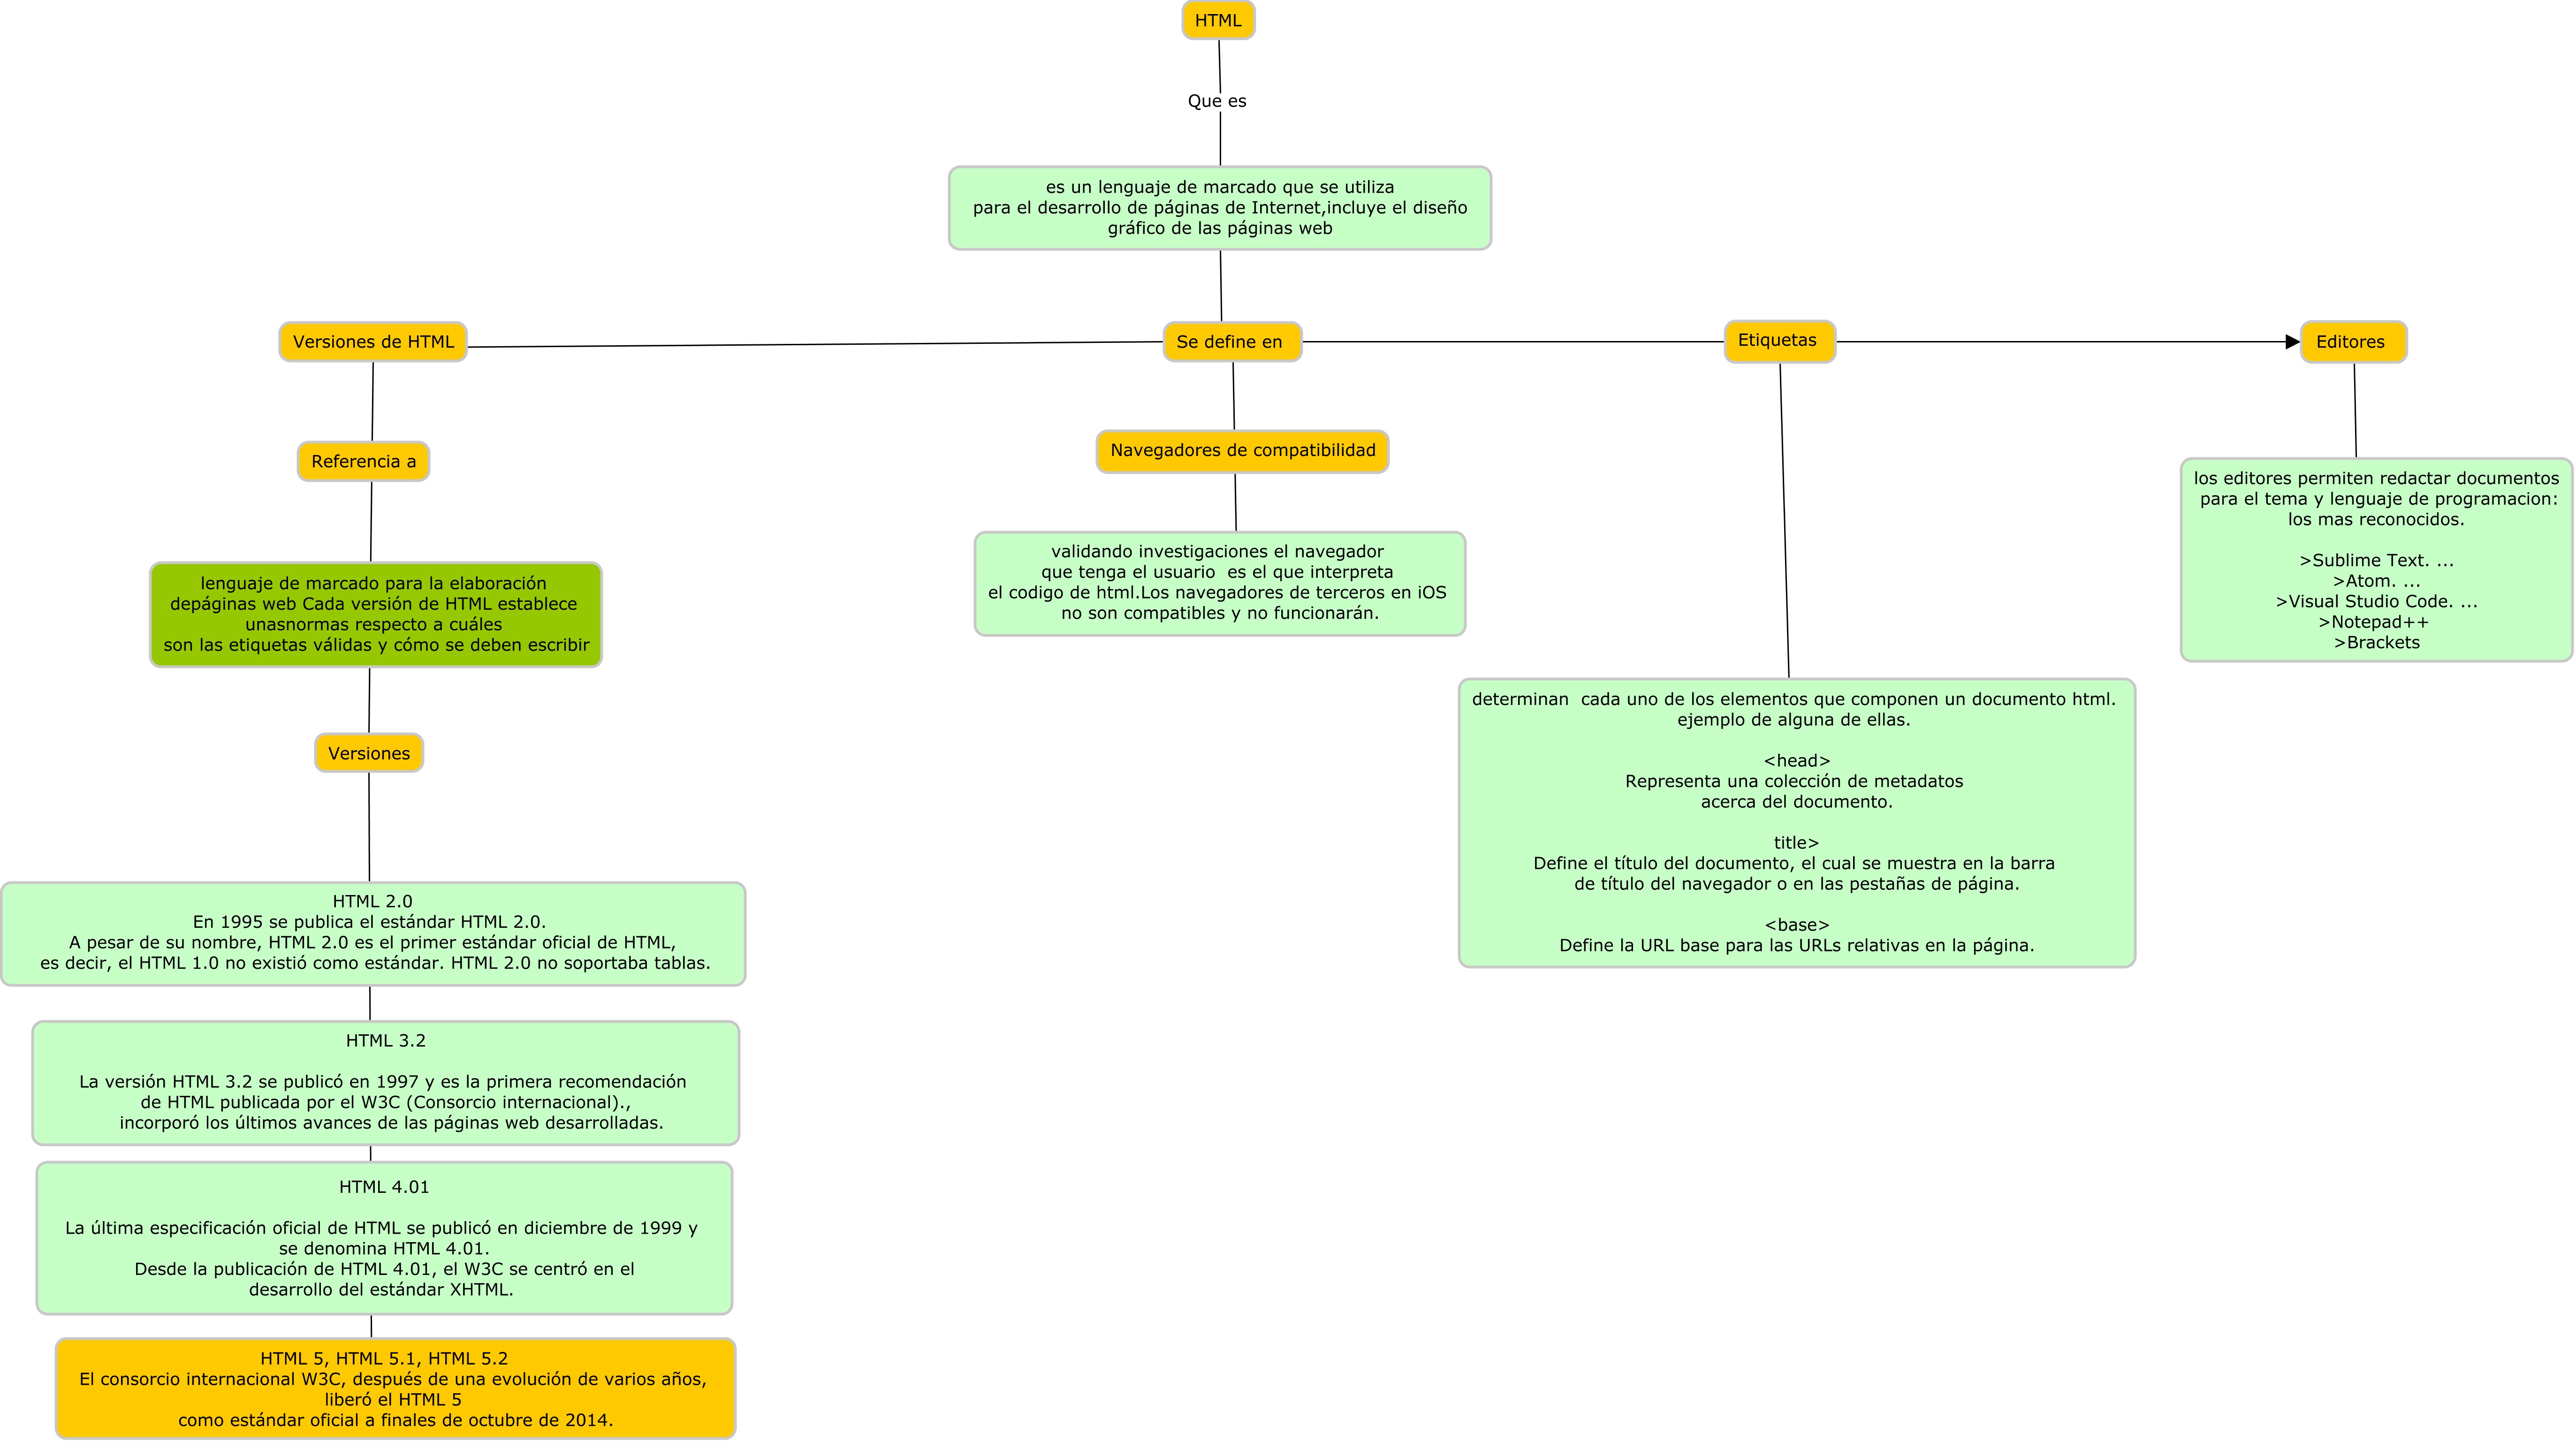 HTML
Que es
es un lenguaje de marcado que se utiliza
para el desarrollo de páginas de Internet,incluye el diseño
gráfico de las páginas web
Versiones de HTML
Se define en
Etiquetas
Editores
Referencia a
lenguaje de marcado para la elaboración
depáginas web Cada versión de HTML establece
unasnormas respecto a cuáles
son las etiquetas válidas y cómo se deben escribir
Versiones
HTML 2.0
En 1995 se publica el estándar HTML 2.0.
A pesar de su nombre, HTML 2.0 es el primer estándar oficial de HTML,
es decir, el HTML 1.0 no existió como estándar. HTML 2.0 no soportaba tablas.
HTML 3.2
La versión HTML 3.2 se publicó en 1997 y es la primera recomendación
de HTML publicada por el W3C (Consorcio internacional).,
incorporó los últimos avances de las páginas web desarrolladas.
HTML 4.01
La última especificación oficial de HTML se publicó en diciembre de 1999 y
se denomina HTML 4.01.
Desde la publicación de HTML 4.01, el W3C se centró en el
desarrollo del estándar XHTML.
HTML 5, HTML 5.1, HTML 5.2
El consorcio internacional W3C, después de una evolución de varios años,
liberó el HTML 5
como estándar oficial a finales de octubre de 2014.
Navegadores de compatibilidad
validando investigaciones el navegador
que tenga el usuario  es el que interpreta
el codigo de html.Los navegadores de terceros en iOS
no son compatibles y no funcionarán.
determinan  cada uno de los elementos que componen un documento html.
ejemplo de alguna de ellas.
<head>
Representa una colección de metadatos
acerca del documento.
title>
Define el título del documento, el cual se muestra en la barra
de título del navegador o en las pestañas de página.
<base>
Define la URL base para las URLs relativas en la página.
los editores permiten redactar documentos
para el tema y lenguaje de programacion:
los mas reconocidos.
>Sublime Text. ...
>Atom. ...
>Visual Studio Code. ...
>Notepad++
>Brackets